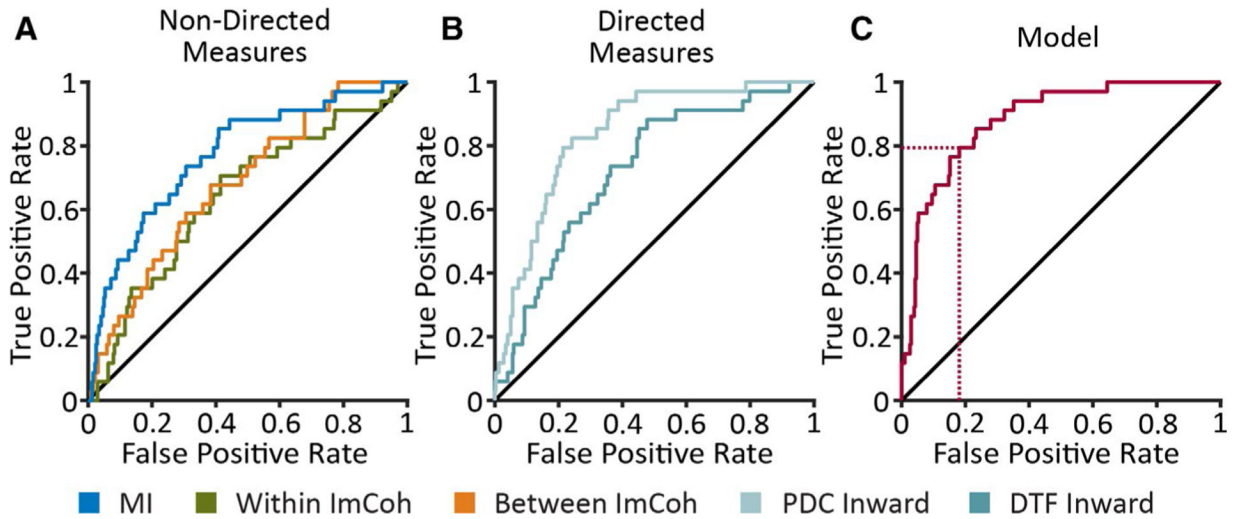 A
Non-Directed
Measures
True Positive Rate
1
0.8
0.6
0.4
0.2
0
0 0.2 0.4 0.6 0.8 1
False Positive Rate
B
Directed
Measures
True Positive Rate
1
0.8
0.6
0.4
0.2
0
0 0.2 0.4 0.6 0.8 1
False Positive Rate
C
Model
True Positive Rate
1
0.8
0.6
0.4
0.2
0
0 0.2 0.4 0.6 0.8 1
False Positive Rate
MI Within ImCoh Between ImCoh PDC Inward DTF Inward